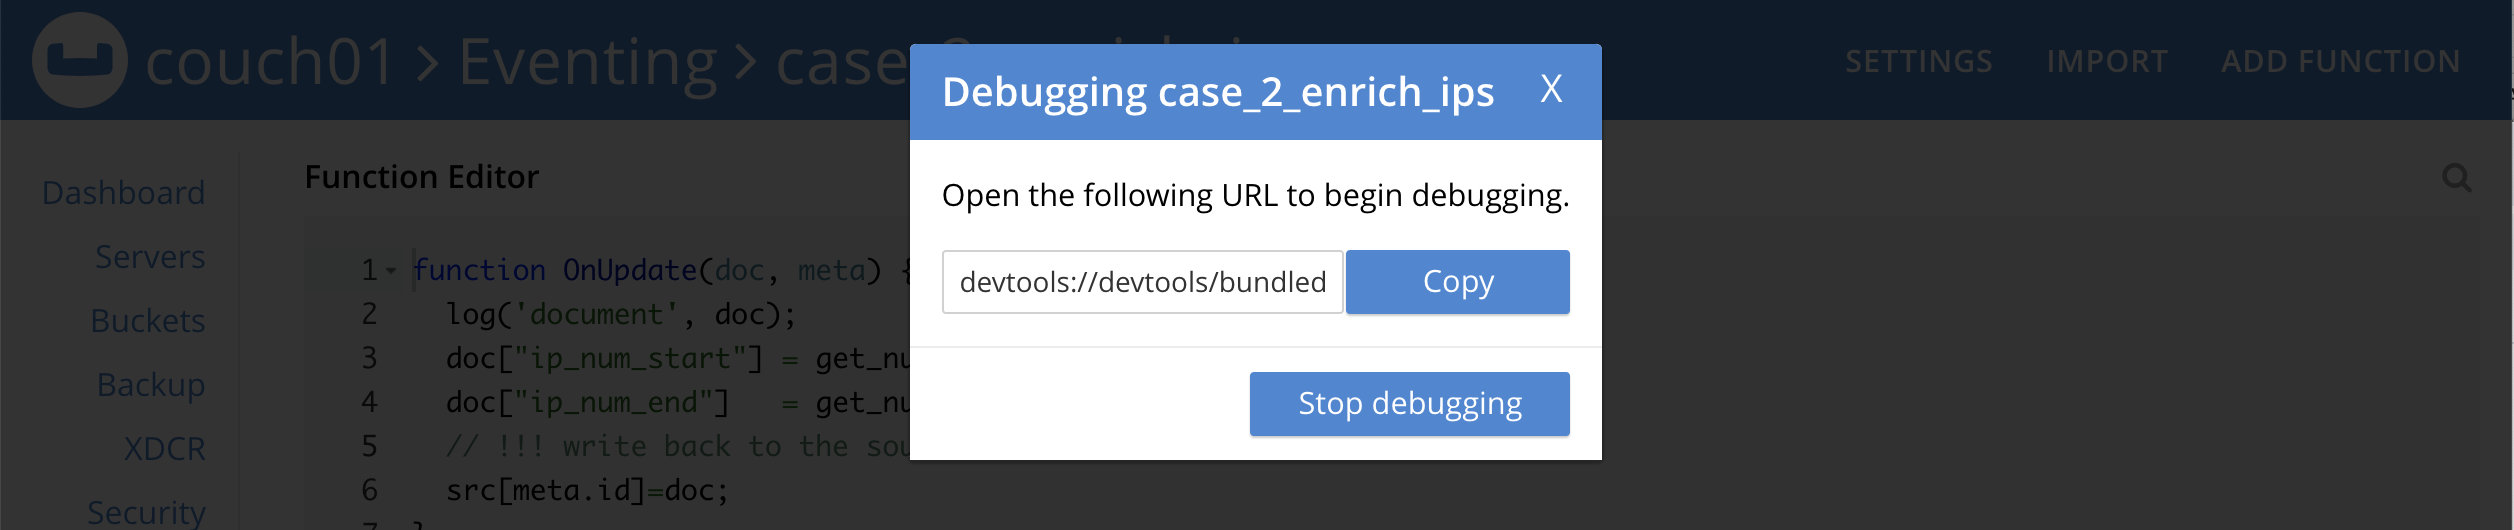 couch01 > Eventing > case
SETTINGS IMPORT ADD FUNCTION
Debugging case_2_enrich_ips X
Open the following URL to begin debugging.
devtools://devtools/bundled Copy
Stop debugging
Dashboard
Servers
Buckets
Backup
XDCR
Security
Function Editor
1 function OnUpdate(doc, meta) {
2 log('document', doc);
3 doc["ip_num_start"] = get_nu
4 doc["ip_num_end"] = get_nu
5 // !!! write back to the sou
6 src[meta.id]=doc;
7 }